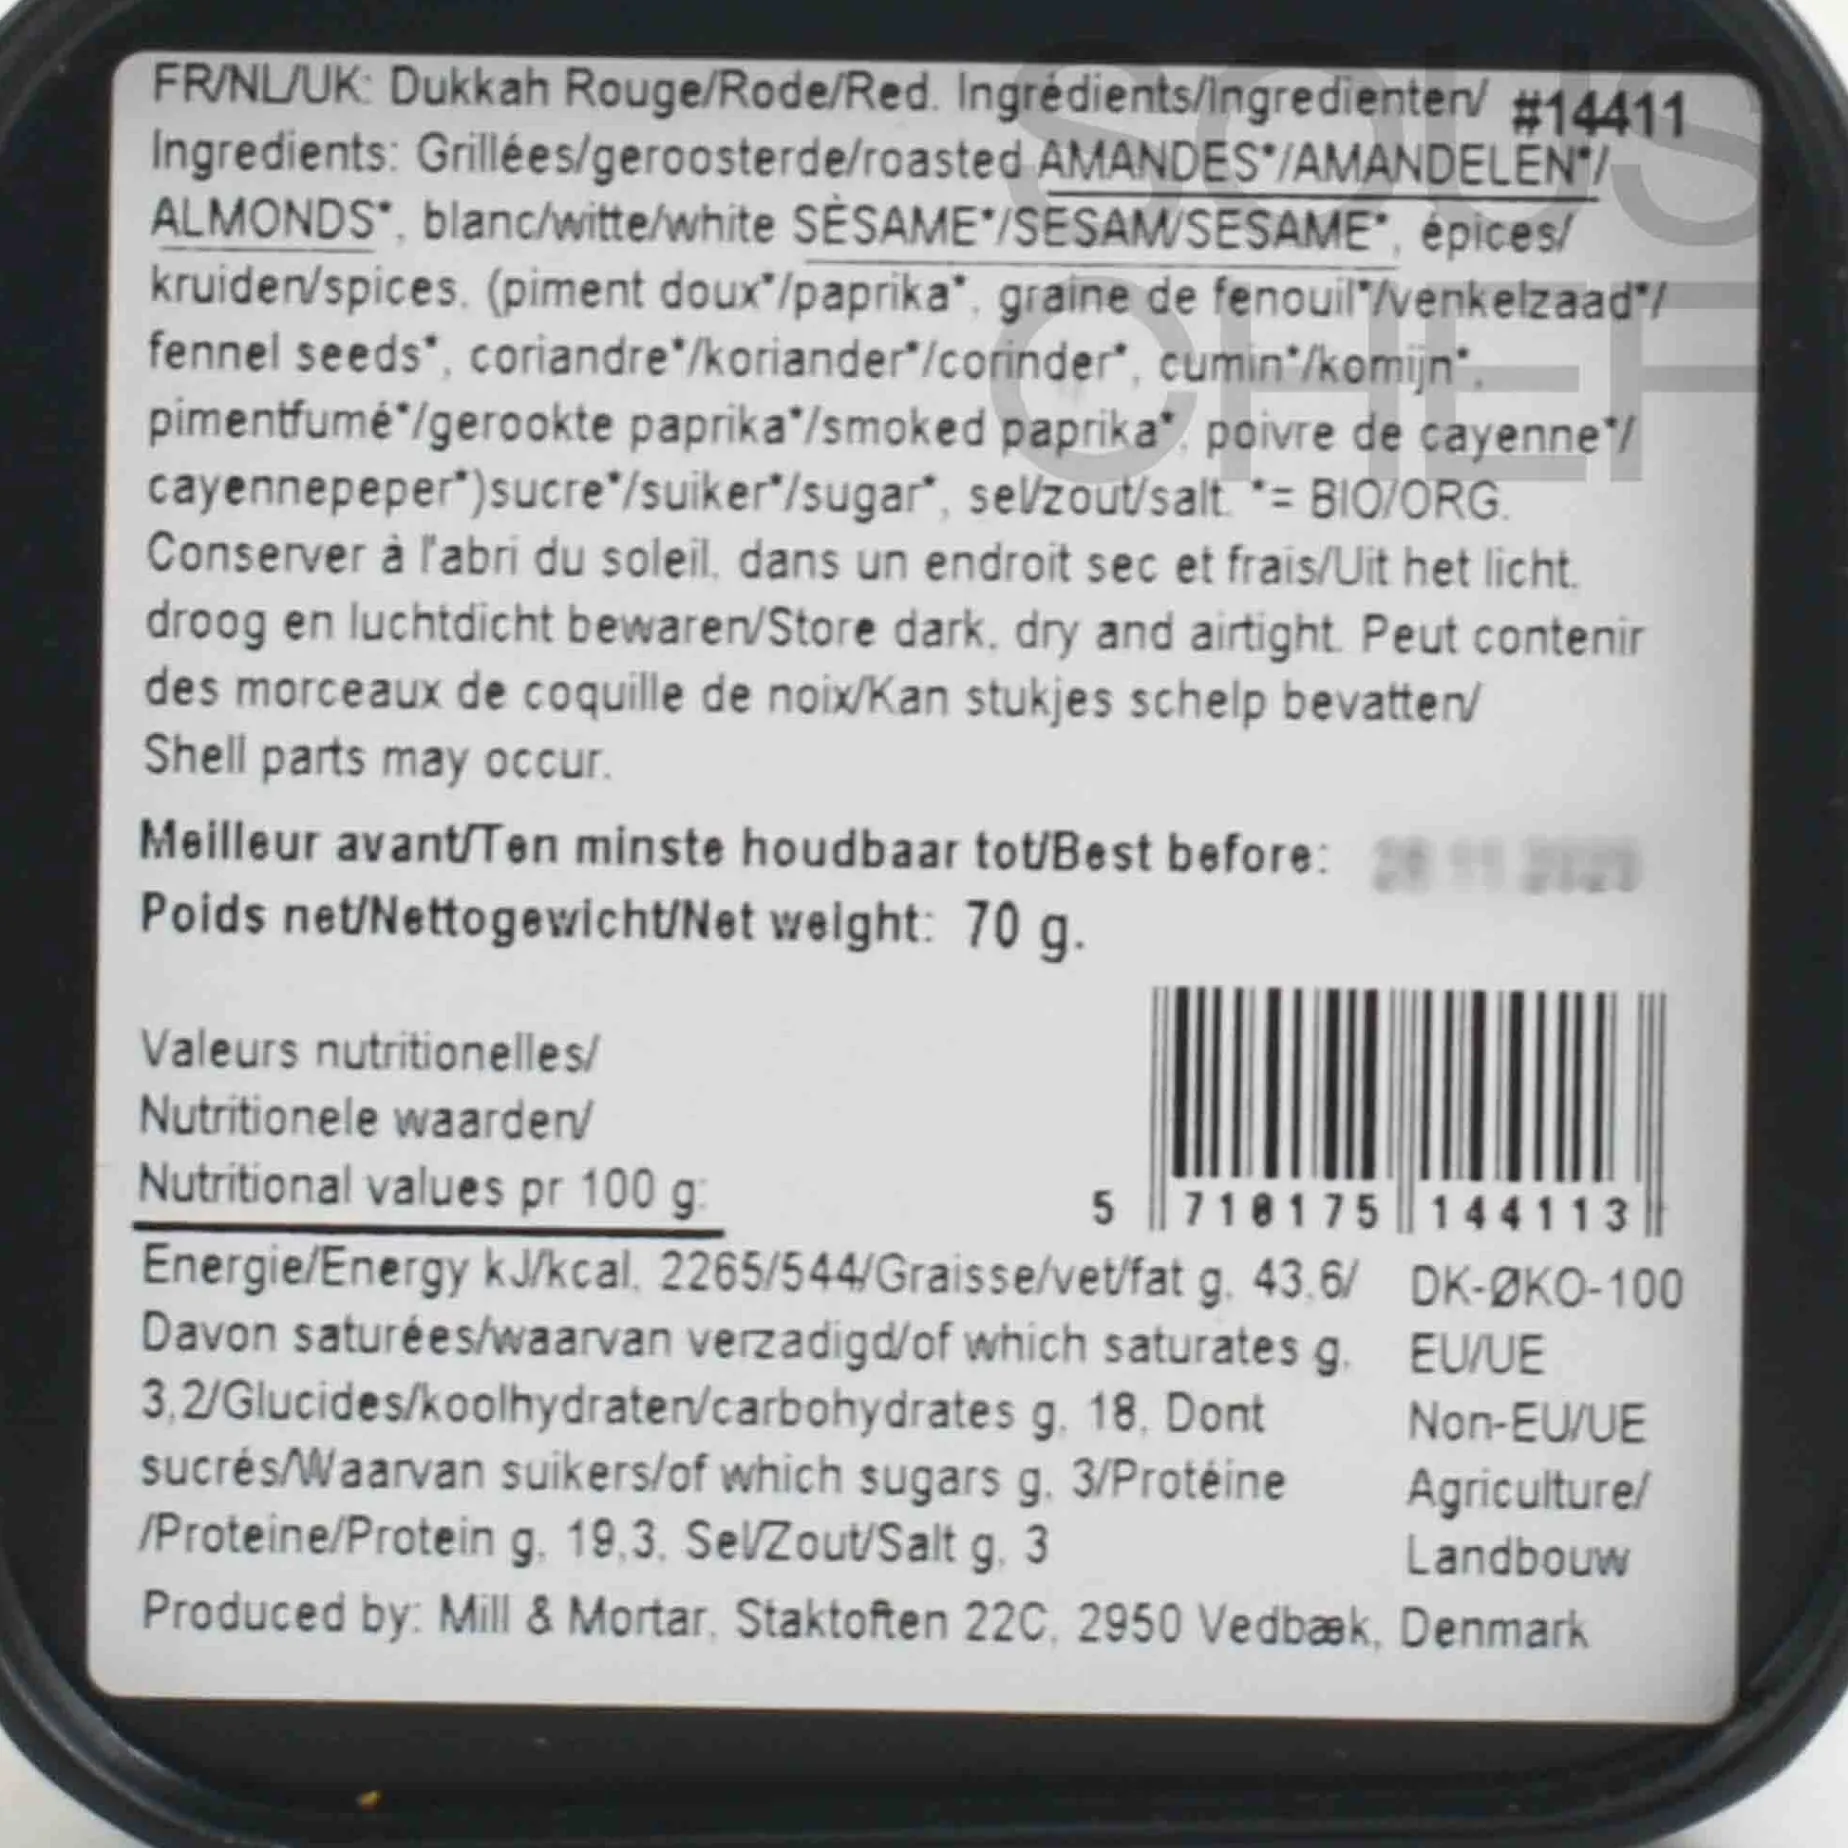 FR/NL/UK: Dukkah Rouge/Rode/Red. Ingrédients/Ingredienten/ #14411
Ingredients: Grillées/geroosterde/roasted AMANDES*/AMANDELEN*/
ALMONDS*, blanc/witte/white SÈSAME*/SESAM/SESAME*, épices/
kruiden/spices. (piment doux*/paprika*, graine de fenouil*/venkelzaad*/
fennel seeds*, coriandre*/koriander*/corinder*, cumin*/komijn*,
pimentfumé*/gerookte paprika*/smoked paprika*, poivre de cayenne*/
cayennepeper*)sucre*/suiker*/sugar*, sel/zout/salt. *= BIO/ORG.
Conserver à l'abri du soleil, dans un endroit sec et frais/Uit het licht,
droog en luchtdicht bewaren/Store dark, dry and airtight. Peut contenir
des morceaux de coquille de noix/Kan stukjes schelp bevatten/
Shell parts may occur.
Meilleur avant/Ten minste houdbaar tot/Best before:
Poids net/Nettogewicht/Net weight: 70 g.
Valeurs nutritionelles/
Nutritionele waarden/
Nutritional values pr 100 g:
5 718175 144113
Energie/Energy kJ/kcal. 2265/544/Graisse/vet/fat g. 43,6/
Davon saturées/waarvan verzadigd/of which saturates g.
3,2/Glucides/koolhydraten/carbohydrates g. 18, Dont
sucrés/Waarvan suikers/of which sugars g. 3/Protéine
/Proteine/Protein g. 19,3, Sel/Zout/Salt g. 3
DK-ØKO-100
EU/UE
Non-EU/UE
Agriculture/
Landbouw
Produced by: Mill & Mortar, Staktoften 22C, 2950 Vedbæk, Denmark
SOUS
CHEF